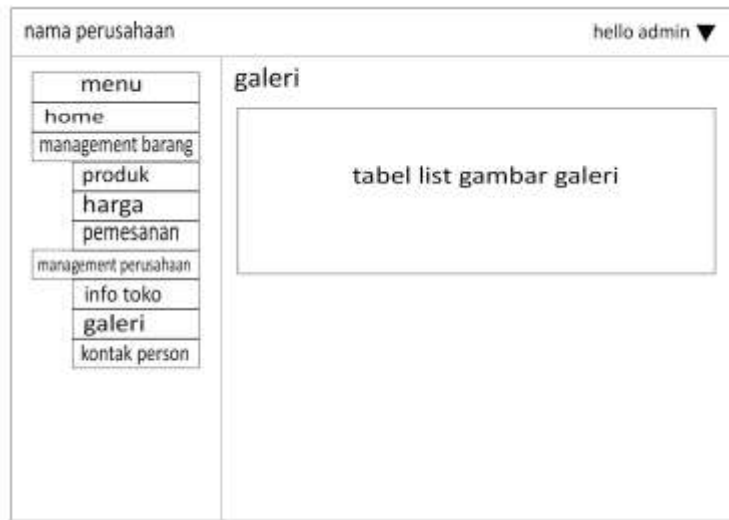 nama perusahaan
hello admin ▼
menu
home
management barang
produk
harga
pemesanan
management perusahaan
info toko
galeri
kontak person
galeri
tabel list gambar galeri